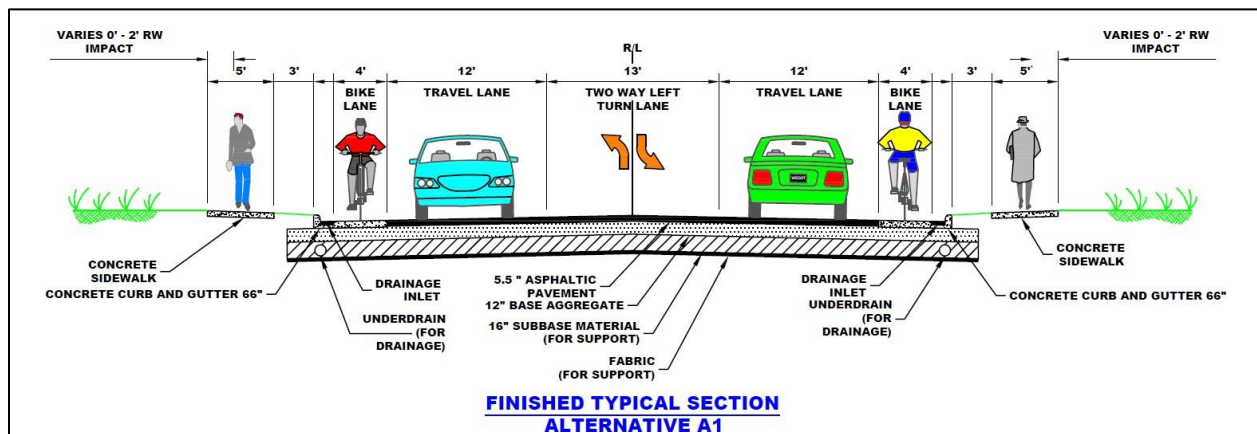 VARIES 0' - 2' RW
IMPACT
R/L
VARIES 0' - 2' RW
IMPACT
5' 3' 4' 12' 13' 12' 4' 3' 5'
BIKE
LANE
TRAVEL LANE
TWO WAY LEFT
TURN LANE
TRAVEL LANE
BIKE
LANE
CONCRETE
SIDEWALK
CONCRETE CURB AND GUTTER 66"
DRAINAGE
INLET
UNDERDRAIN
(FOR
DRAINAGE)
5.5 " ASPHALTIC
PAVEMENT
12" BASE AGGREGATE
16" SUBBASE MATERIAL
(FOR SUPPORT)
FABRIC
(FOR SUPPORT)
DRAINAGE
INLET
UNDERDRAIN
(FOR
DRAINAGE)
CONCRETE
SIDEWALK
CONCRETE CURB AND GUTTER 66"
FINISHED TYPICAL SECTION
ALTERNATIVE A1